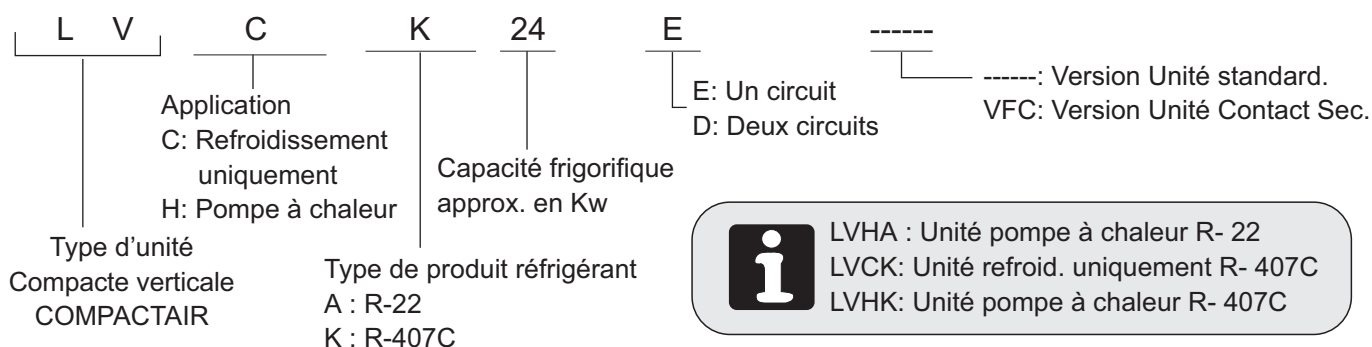 L V C K 24 E ------
Application
C: Refroidissement
uniquement
H: Pompe à chaleur
Type d'unité
Compacte verticale
COMPACTAIR
Type de produit réfrigérant
A : R-22
K : R-407C
Capacité frigorifique
approx. en Kw
E: Un circuit
D: Deux circuits
------: Version Unité standard.
VFC: Version Unité Contact Sec.
i
LVHA : Unité pompe à chaleur R- 22
LVCK: Unité refroid. uniquement R- 407C
LVHK: Unité pompe à chaleur R- 407C